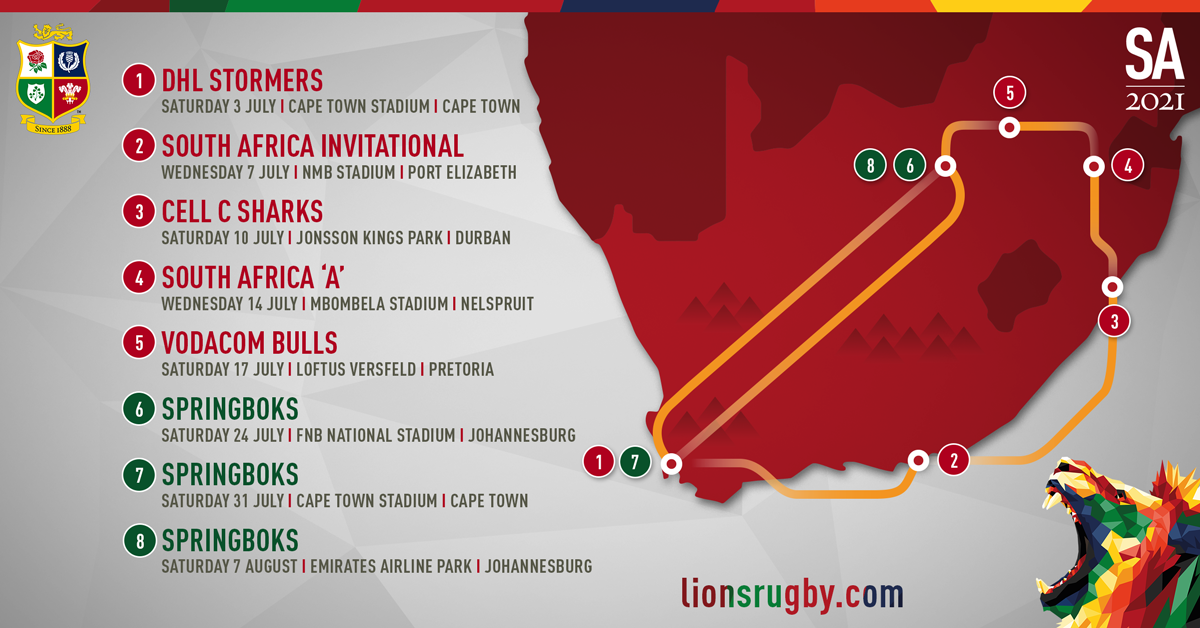 SINCE 1888
SA
2021
1 DHL STORMERS
SATURDAY 3 JULY | CAPE TOWN STADIUM | CAPE TOWN
2 SOUTH AFRICA INVITATIONAL
WEDNESDAY 7 JULY | NMB STADIUM | PORT ELIZABETH
3 CELL C SHARKS
SATURDAY 10 JULY | JONSSON KINGS PARK | DURBAN
4 SOUTH AFRICA ‘A’
WEDNESDAY 14 JULY | MBOMBELA STADIUM | NELSPRUIT
5 VODACOM BULLS
SATURDAY 17 JULY | LOFTUS VERSFELD | PRETORIA
6 SPRINGBOKS
SATURDAY 24 JULY | FNB NATIONAL STADIUM | JOHANNESBURG
7 SPRINGBOKS
SATURDAY 31 JULY | CAPE TOWN STADIUM | CAPE TOWN
8 SPRINGBOKS
SATURDAY 7 AUGUST | EMIRATES AIRLINE PARK | JOHANNESBURG
5
8 6
4
3
1 7
2
lionsrugby.com